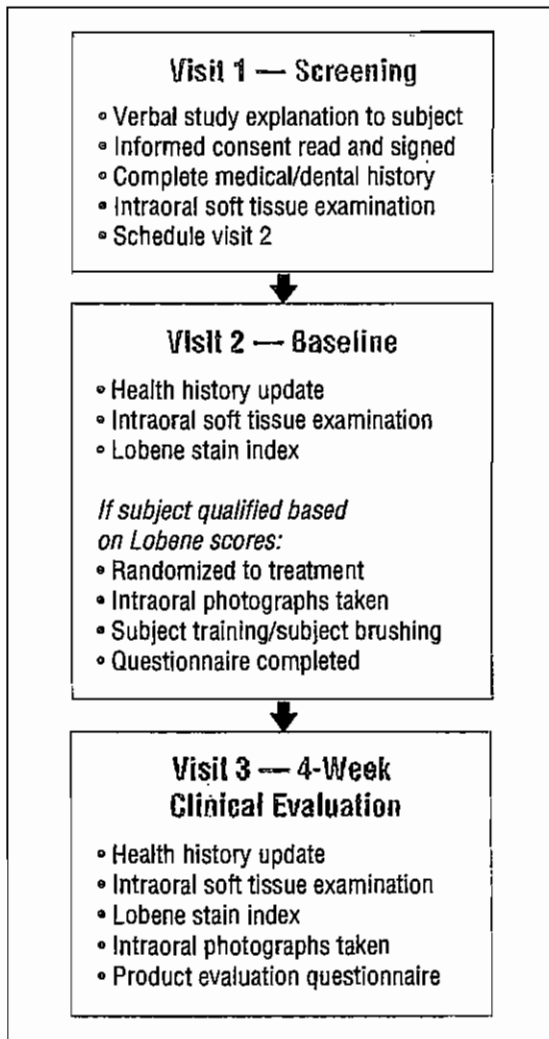 Visit 1 — Screening
• Verbal study explanation to subject
• Informed consent read and signed
• Complete medical/dental history
• Intraoral soft tissue examination
• Schedule visit 2
Visit 2 — Baseline
• Health history update
• Intraoral soft tissue examination
• Lobene stain index
If subject qualified based
on Lobene scores:
• Randomized to treatment
• Intraoral photographs taken
• Subject training/subject brushing
• Questionnaire completed
Visit 3 — 4-Week
Clinical Evaluation
• Health history update
• Intraoral soft tissue examination
• Lobene stain index
• Intraoral photographs taken
• Product evaluation questionnaire